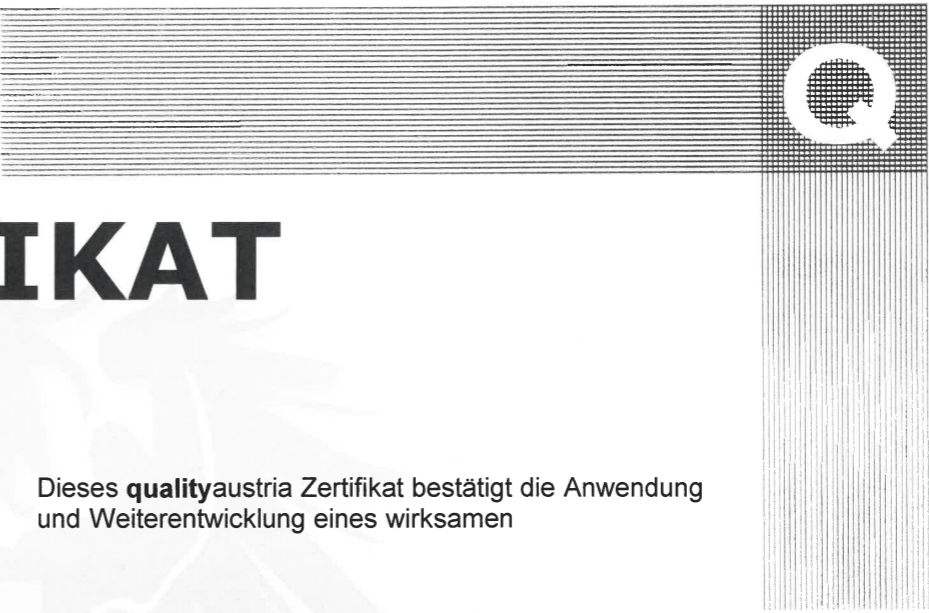 Q
IKAT
Dieses qualityaustria Zertifikat bestätigt die Anwendung
und Weiterentwicklung eines wirksamen